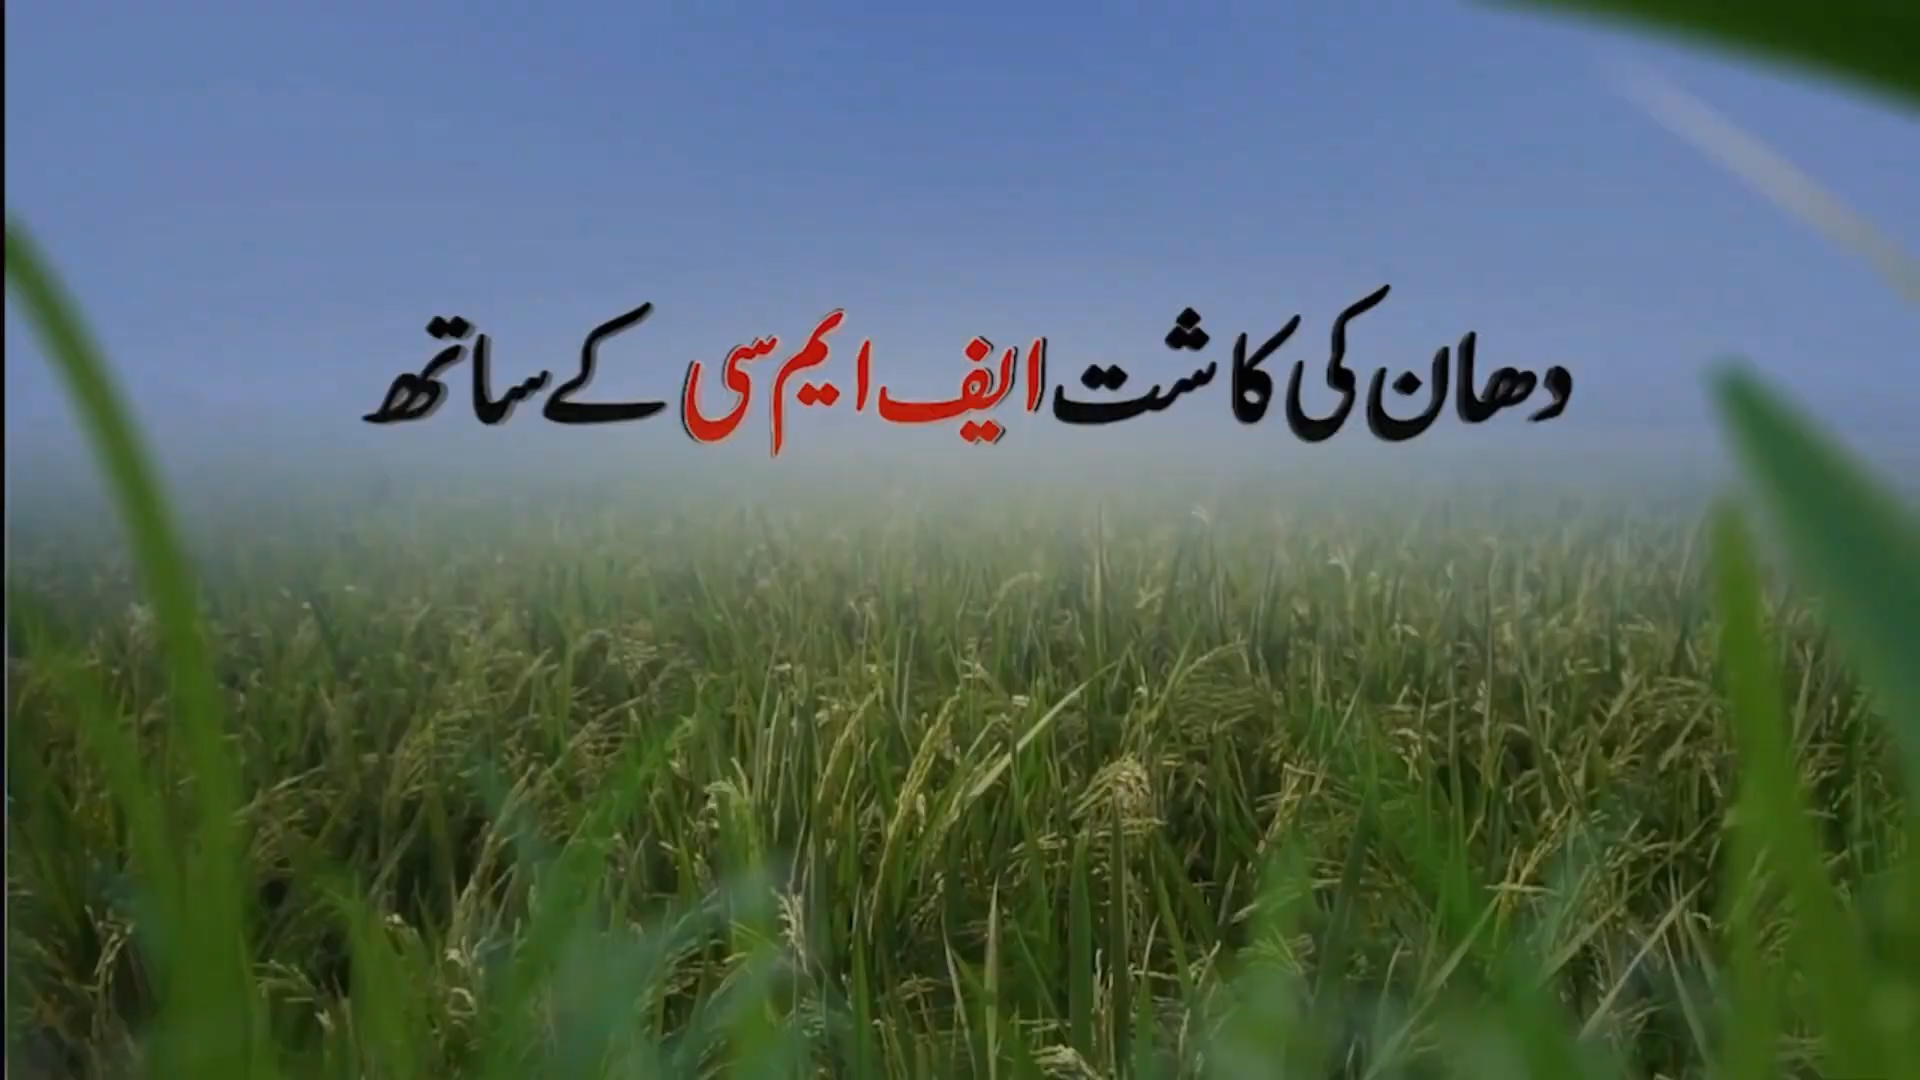 دھان کی کاشت ایف ایم سی کے ساتھ